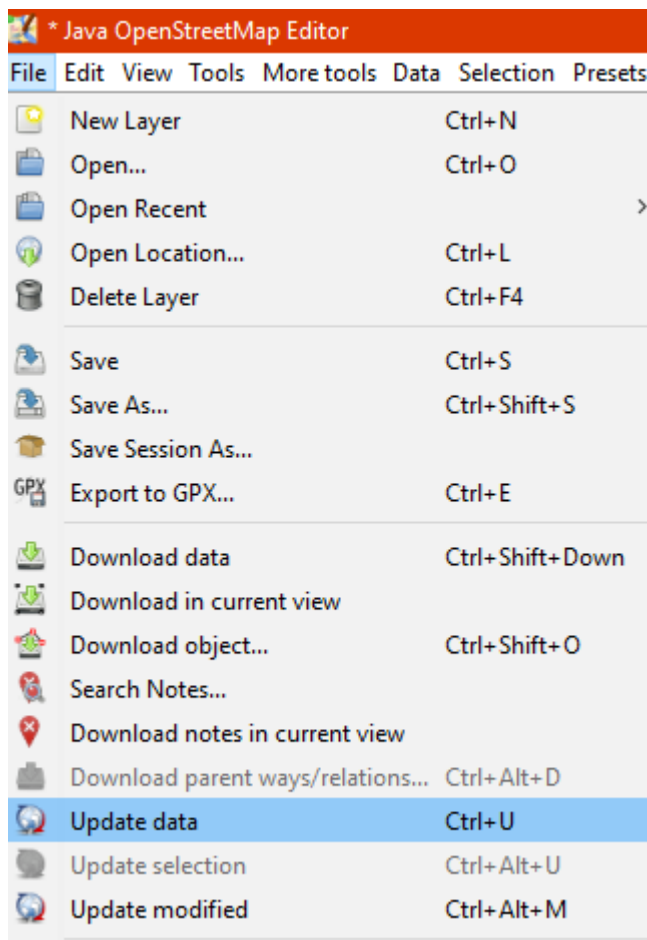 * Java OpenStreetMap Editor
File Edit View Tools More tools Data Selection Presets
New Layer Ctrl+N
Open... Ctrl+O
Open Recent
Open Location... Ctrl+L
Delete Layer Ctrl+F4
Save Ctrl+S
Save As... Ctrl+Shift+S
Save Session As...
GPX Export to GPX... Ctrl+E
Download data Ctrl+Shift+Down
Download in current view
Download object... Ctrl+Shift+O
Search Notes...
Download notes in current view
Download parent ways/relations... Ctrl+Alt+D
Update data Ctrl+U
Update selection Ctrl+Alt+U
Update modified Ctrl+Alt+M